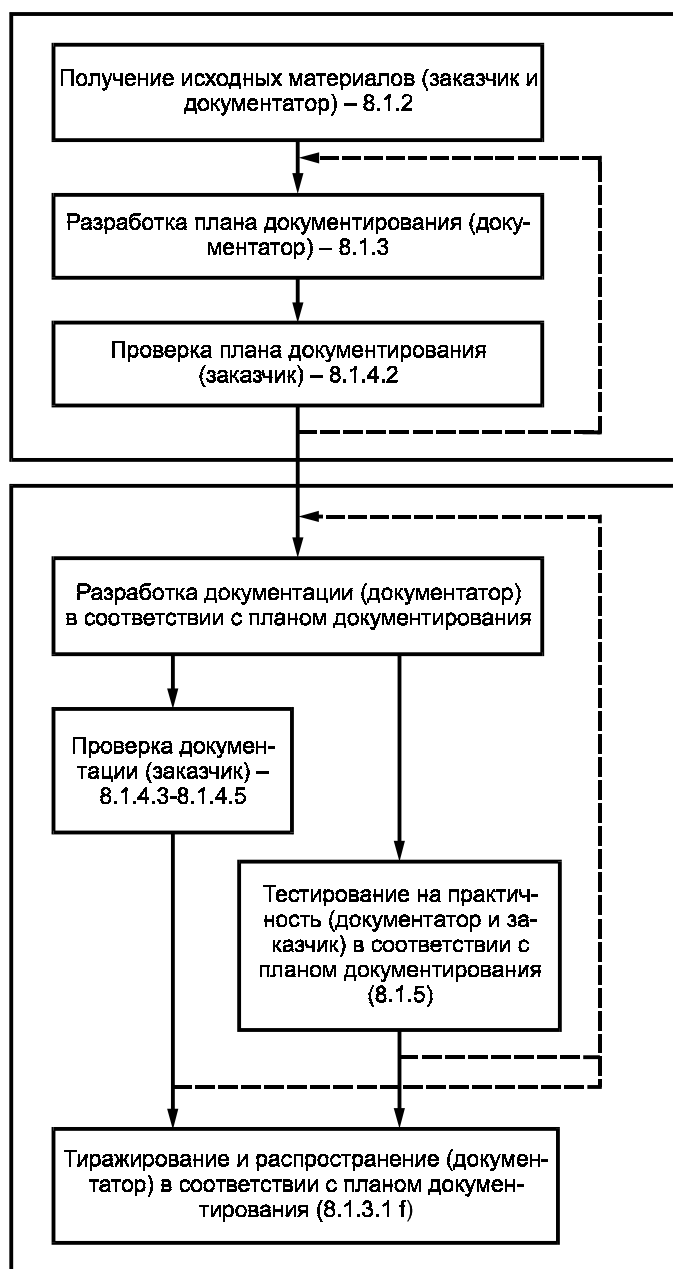 Получение исходных материалов (заказчик и
документатор) – 8.1.2
Разработка плана документирования (доку-
ментатор) – 8.1.3
Проверка плана документирования
(заказчик) – 8.1.4.2
Разработка документации (документатор)
в соответствии с планом документирования
Проверка докумен-
тации (заказчик) –
8.1.4.3-8.1.4.5
Тестирование на практич-
ность (документатор и за-
казчик) в соответствии с
планом документирования
(8.1.5)
Тиражирование и распространение (докумен-
татор) в соответствии с планом докумен-
тирования (8.1.3.1 f)